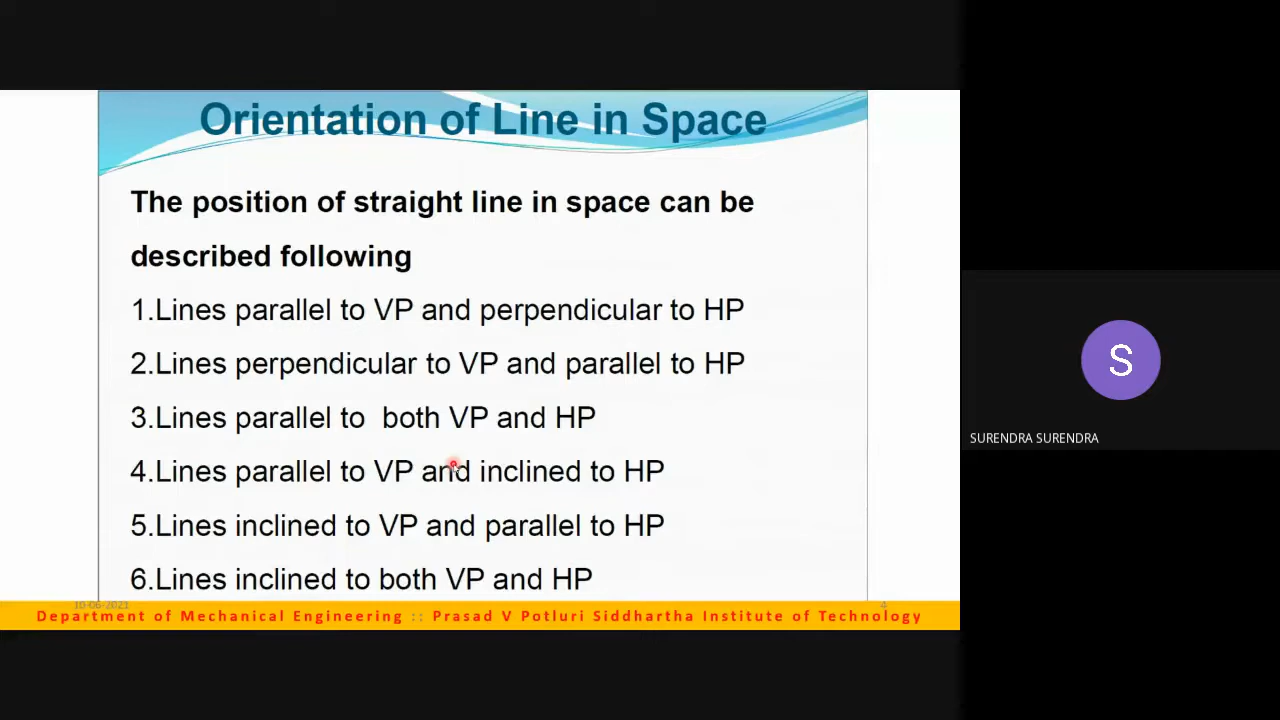 Orientation of Line in Space
The position of straight line in space can be
described following
1.Lines parallel to VP and perpendicular to HP
2.Lines perpendicular to VP and parallel to HP
3.Lines parallel to  both VP and HP
4.Lines parallel to VP and inclined to HP
5.Lines inclined to VP and parallel to HP
6.Lines inclined to both VP and HP
10-06-2021
4
Department of Mechanical Engineering :: Prasad V Potluri Siddhartha Institute of Technology
S
SURENDRA SURENDRA